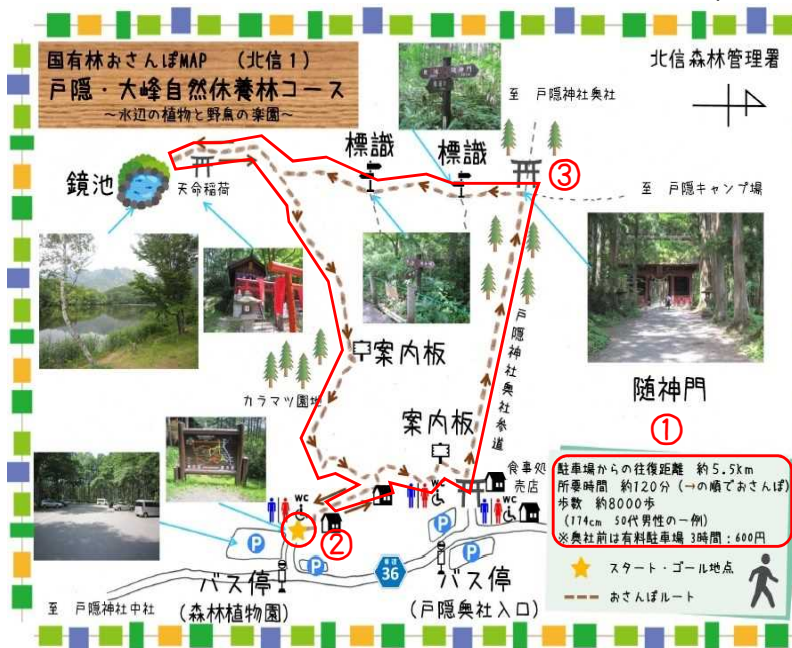 国有林おさんぽMAP (北信1)
戸隠・大峰自然休養林コース
~水辺の植物と野鳥の楽園~
北信森林管理署
至 戸隠神社奥社
標識
標識
③
鏡池
天命稲荷
至 戸隠キャンプ場
戸隠神社奥社参道
案内板
カラマツ園地
随神門
①
案内板
食事処
売店
WC
WC
WC
②
P
P
P
P
36
バス停
(森林植物園)
バス停
(戸隠奥社入口)
至 戸隠神社中社
駐車場からの往復距離 約5.5km
所要時間 約120分(→の順でおさんぽ)
歩数 約8000歩
(174cm 50代男性の一例)
※奥社前は有料駐車場 3時間:600円
スタート・ゴール地点
おさんぽルート